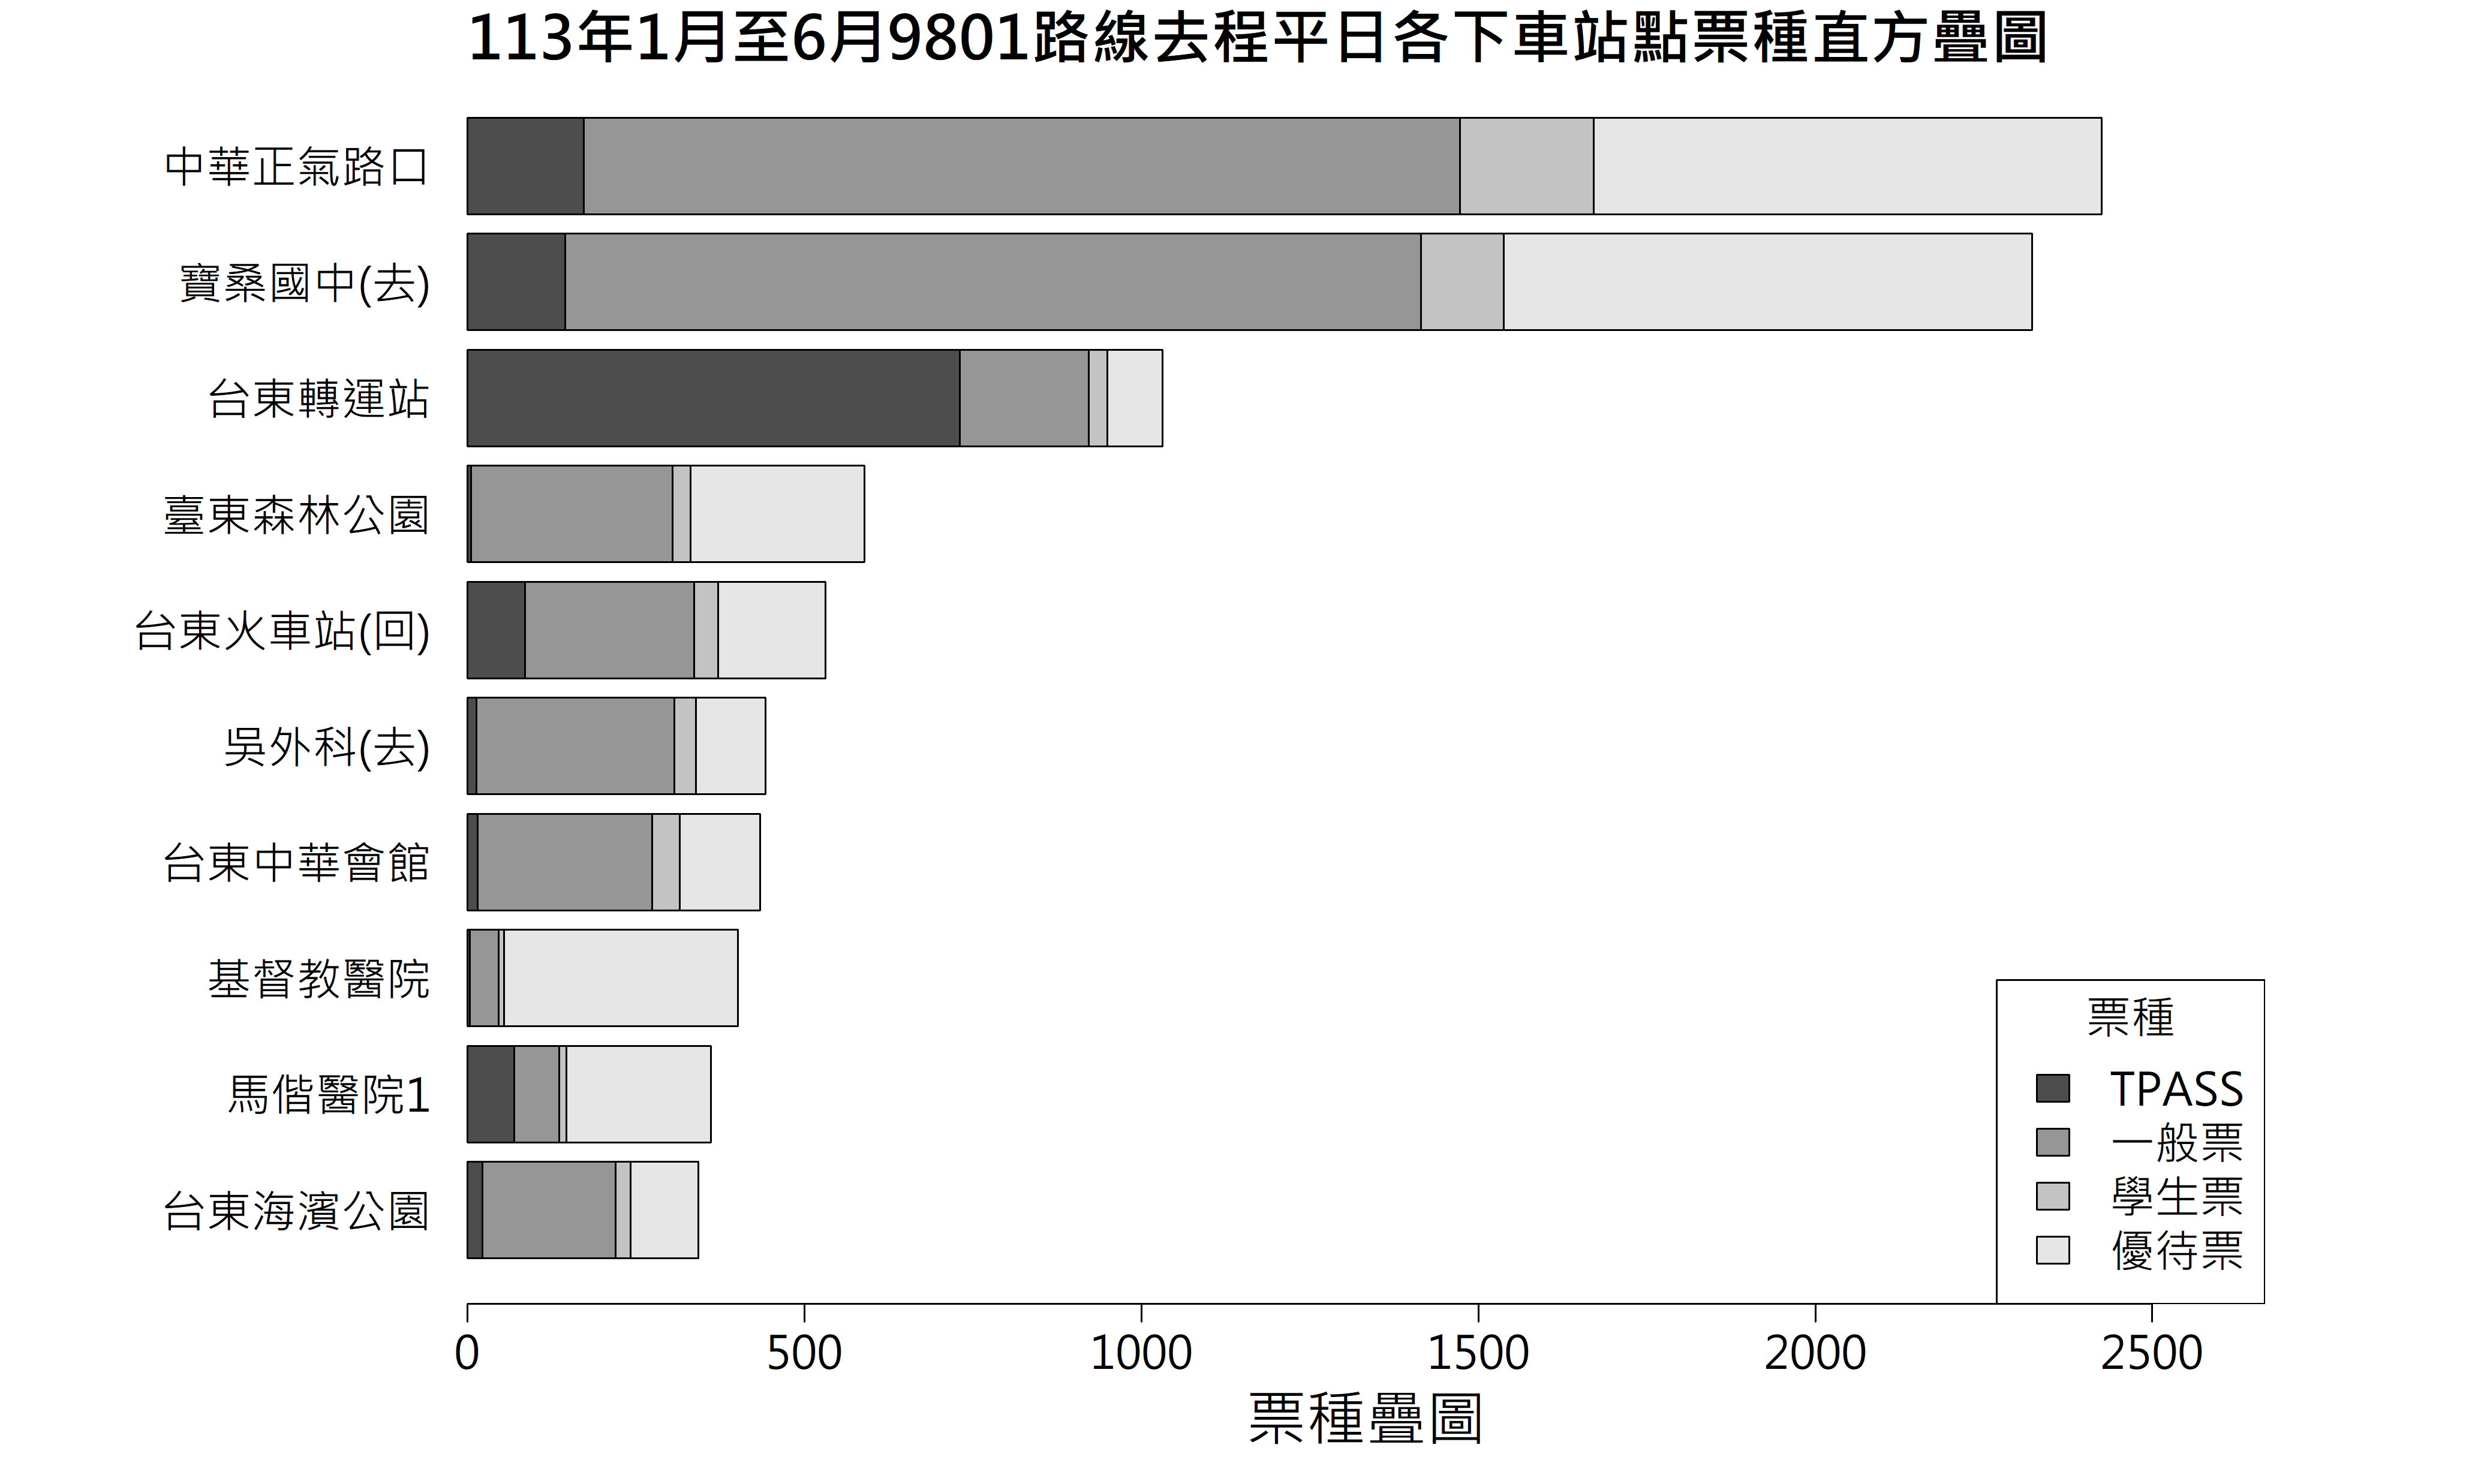 113年1月至6月9801路線去程平日各下車站點票種直方疊圖
中華正氣路口
寶桑國中(去)
台東轉運站
臺東森林公園
台東火車站(回)
吳外科(去)
台東中華會館
基督教醫院
馬偕醫院1
台東海濱公園
票種
TPASS
一般票
學生票
優待票
0 500 1000 1500 2000 2500
票種疊圖